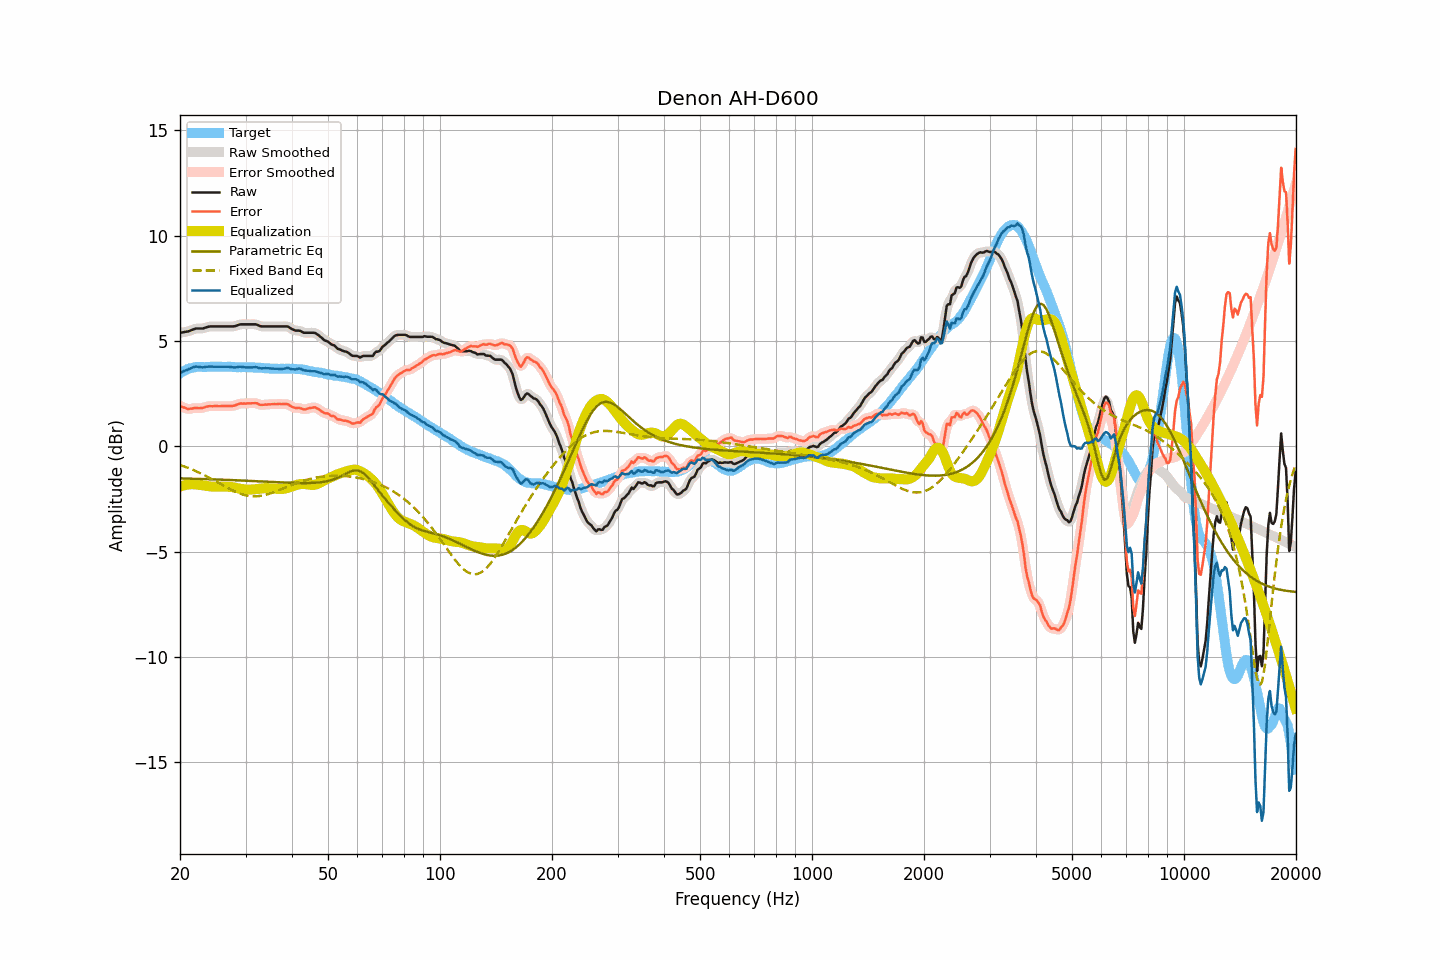 Denon AH-D600
Target
Raw Smoothed
Error Smoothed
Raw
Error
Equalization
Parametric Eq
Fixed Band Eq
Equalized
Amplitude (dBr)
15
10
5
0
−5
−10
−15
20 50 100 200 500 1000 2000 5000 10000 20000
Frequency (Hz)